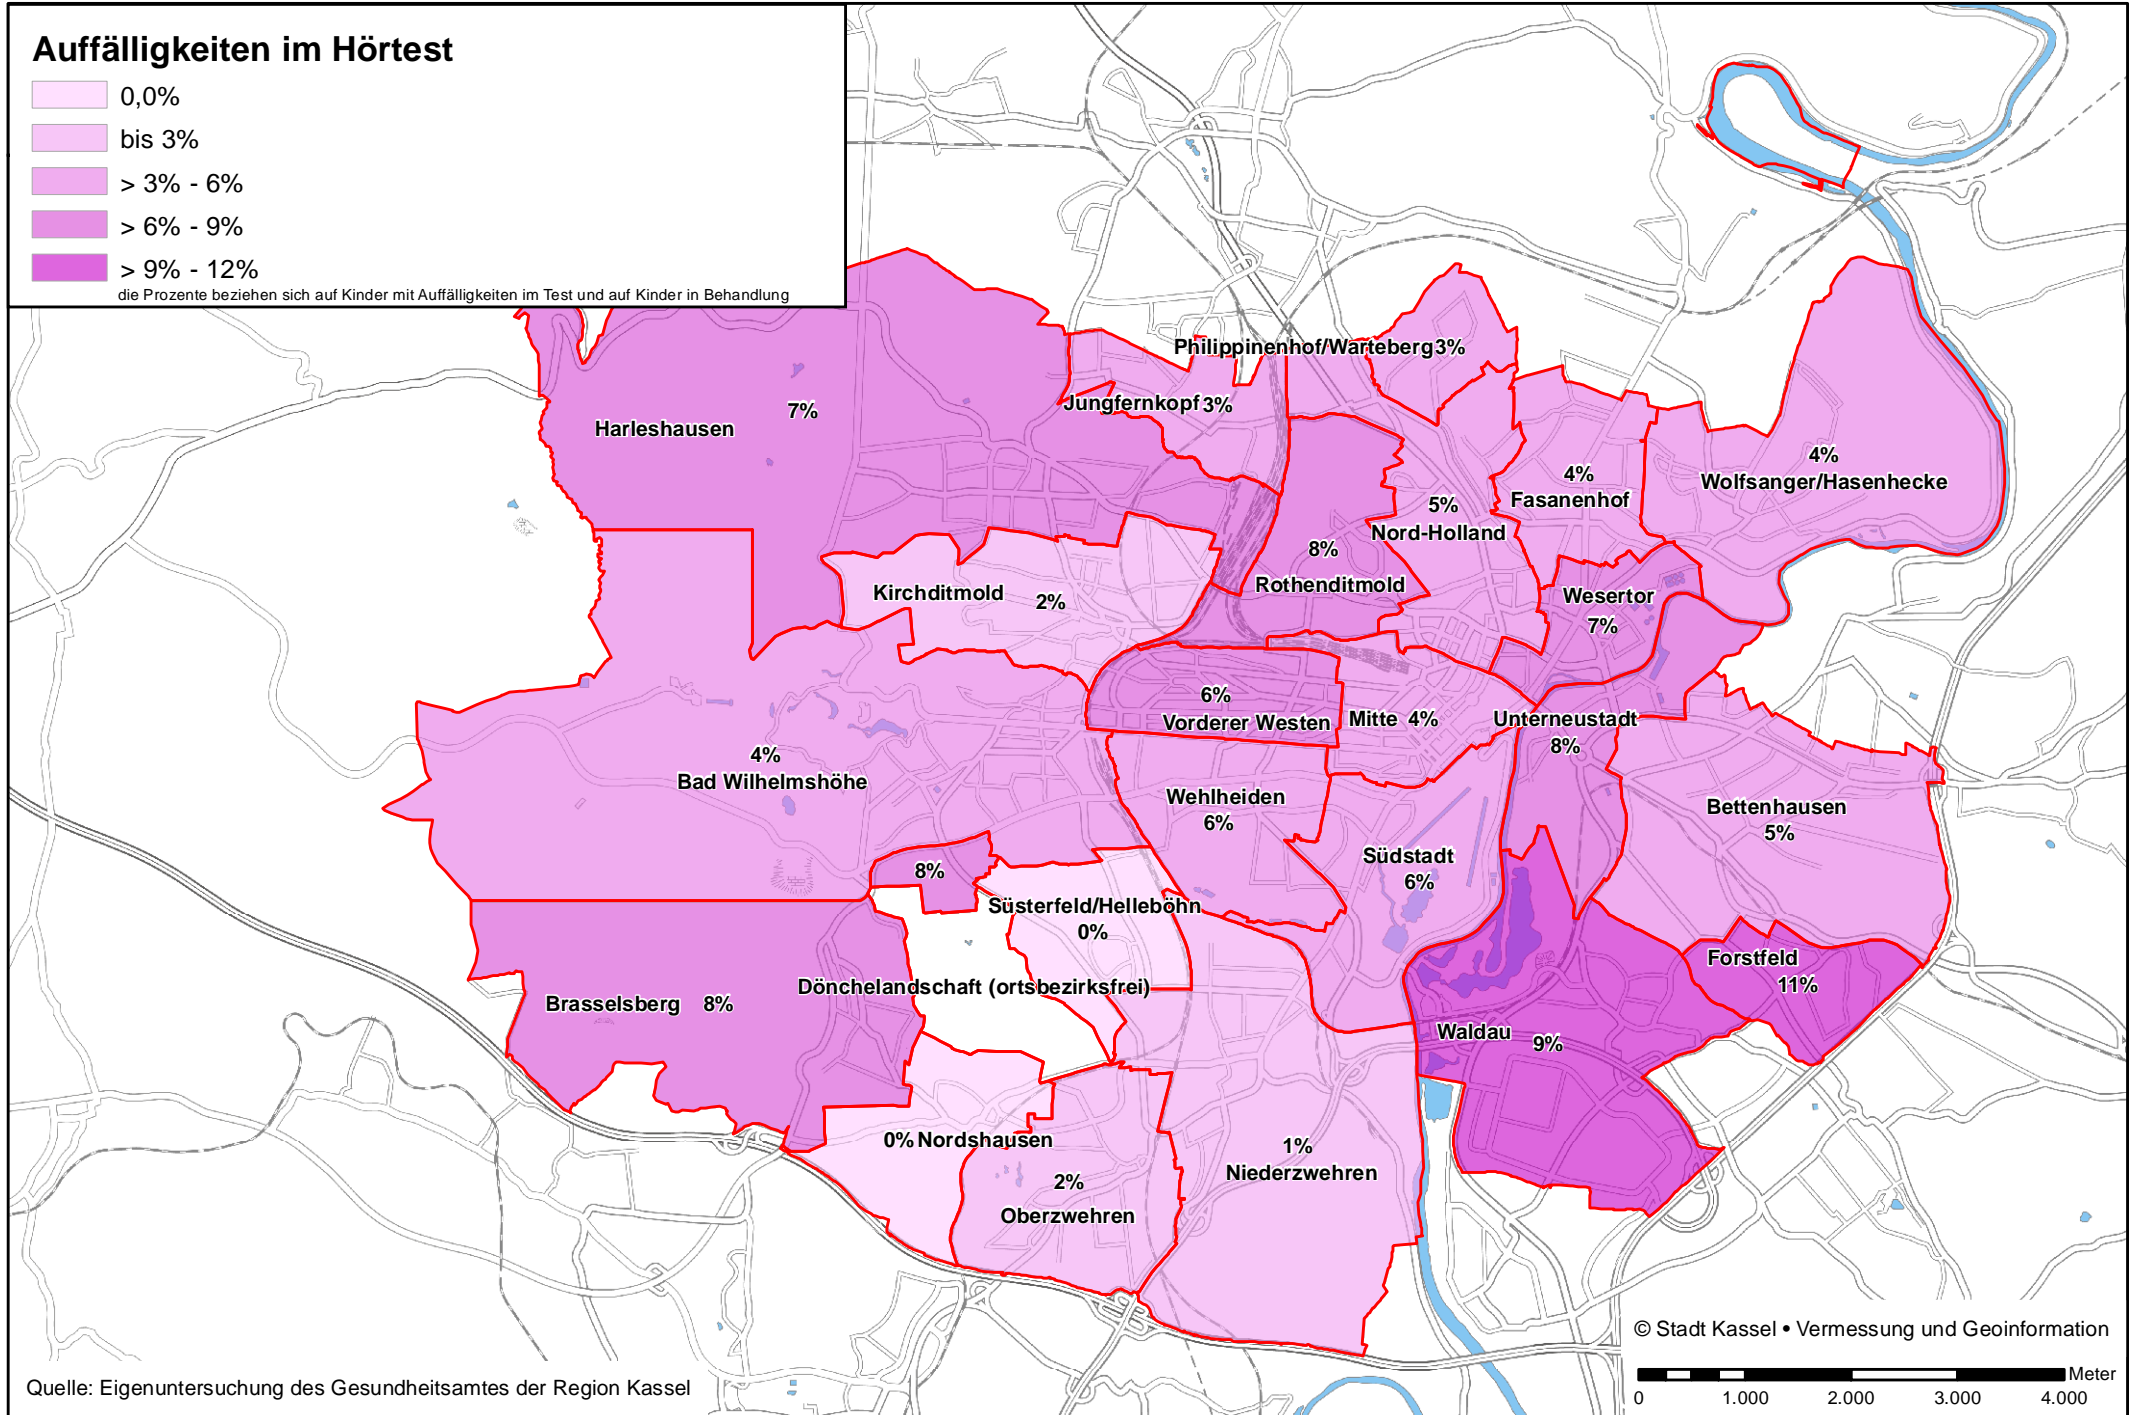 Auffälligkeiten im Hörtest
0,0%
bis 3%
> 3% - 6%
> 6% - 9%
> 9% - 12%
die Prozente beziehen sich auf Kinder mit Auffälligkeiten im Test und auf Kinder in Behandlung
Philippinenhof/Warteberg 3%
Jungfernkopf 3%
7%
Harleshausen
4%
Wolfsanger/Hasenhecke
4%
Fasanenhof
5%
Nord-Holland
8%
Rothenditmold
Kirchditmold 2%
Wesertor
7%
6%
Vorderer Westen
Mitte 4%
Unterneustadt
8%
4%
Bad Wilhelmshöhe
Wehlheiden
6%
Bettenhausen
5%
Südstadt
6%
8%
Süsterfeld/Helleböhn
0%
Forstfeld
11%
Dönchelandschaft (ortsbezirksfrei)
Brasselsberg 8%
Waldau 9%
0% Nordshausen
1%
Niederzwehren
2%
Oberzwehren
© Stadt Kassel • Vermessung und Geoinformation
Meter
0 1.000 2.000 3.000 4.000
Quelle: Eigenuntersuchung des Gesundheitsamtes der Region Kassel